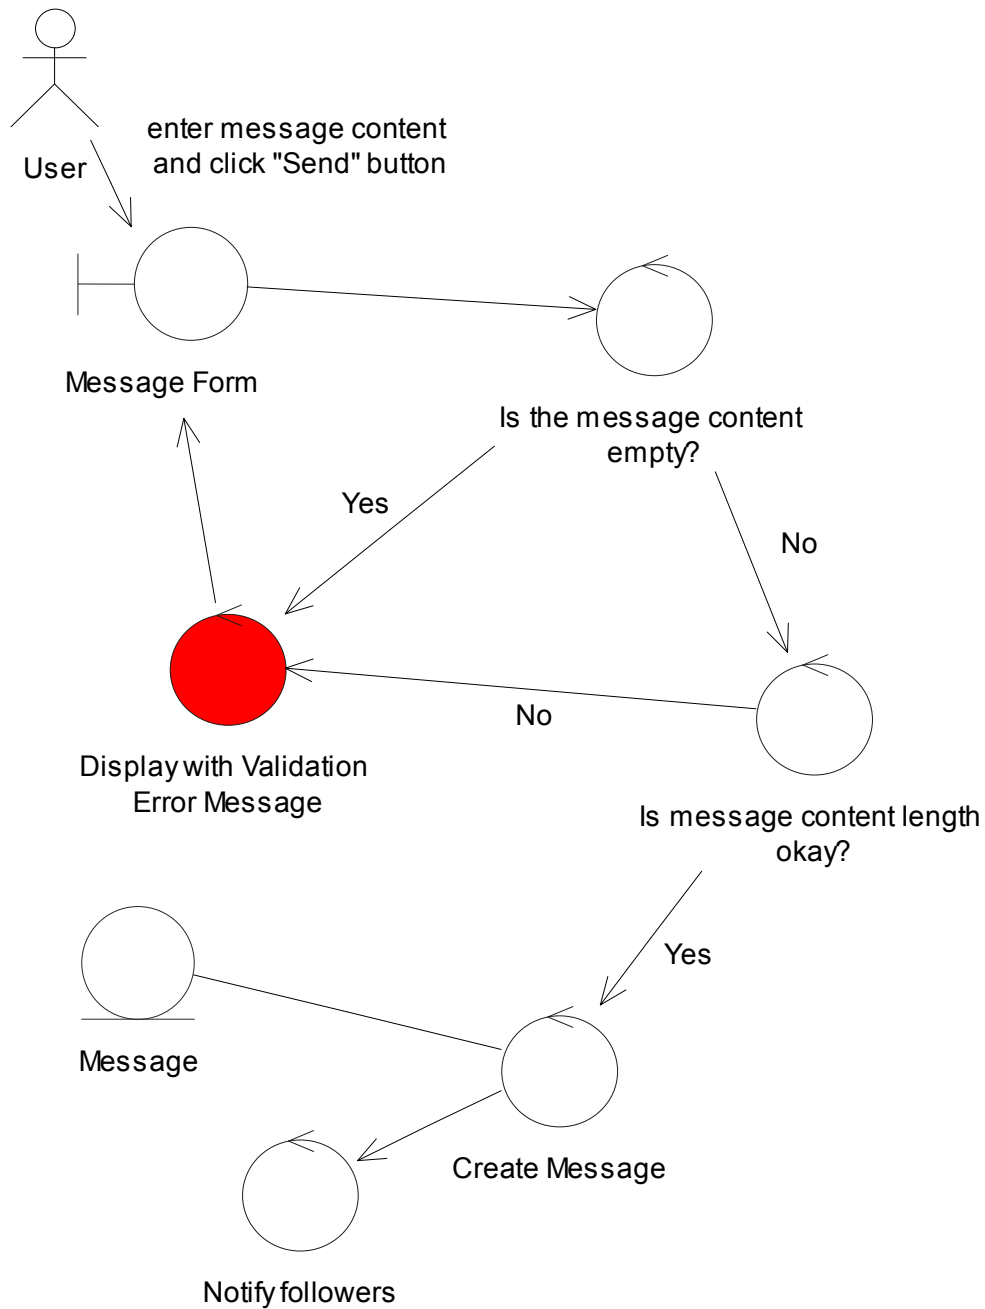 enter message content
and click "Send" button
User
Message Form
Is the message content
empty?
Yes
No
No
Display with Validation
Error Message
Is message content length
okay?
Yes
Message
Create Message
Notify followers